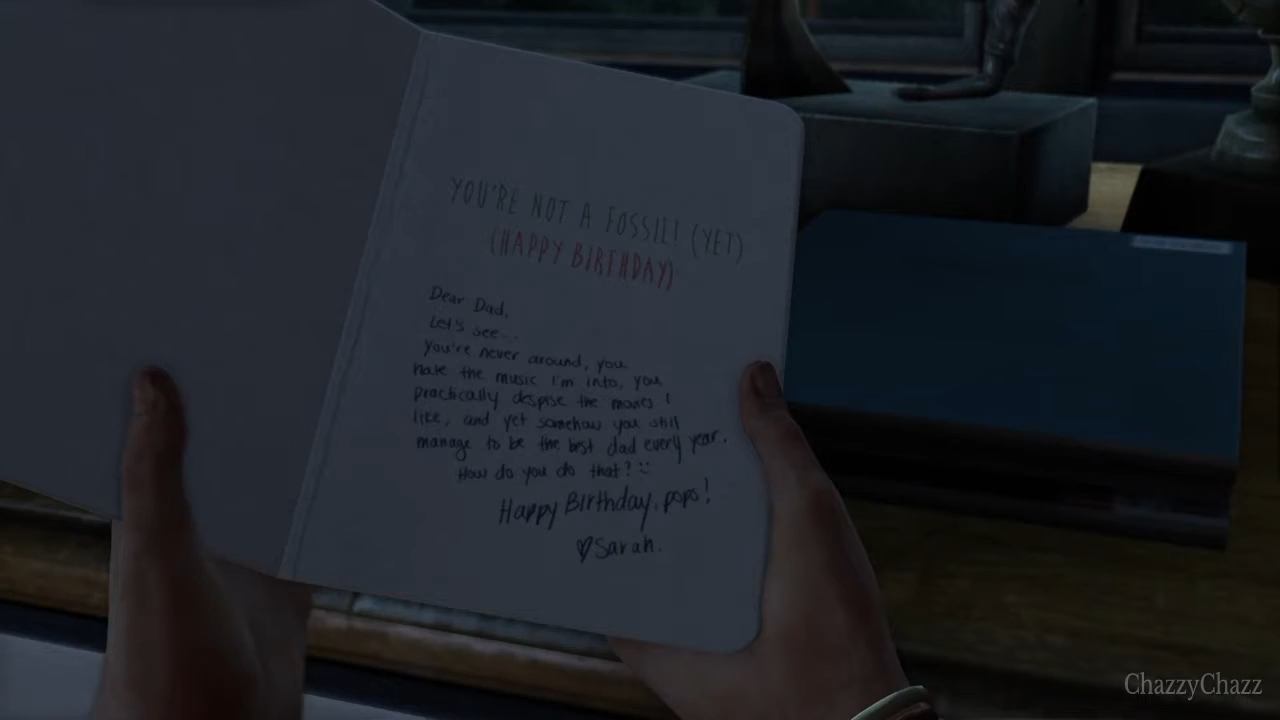 YOU'RE NOT A FOSSIL! (YET)
(HAPPY BIRTHDAY)
Dear Dad,
Let's see...
You're never around, you
hate the music I'm into, you
practically despise the movies I
like, and yet somehow you still
manage to be the best dad every year.
How do you do that? :)
Happy Birthday, pops!
♡Sarah.
ChazzyChazz